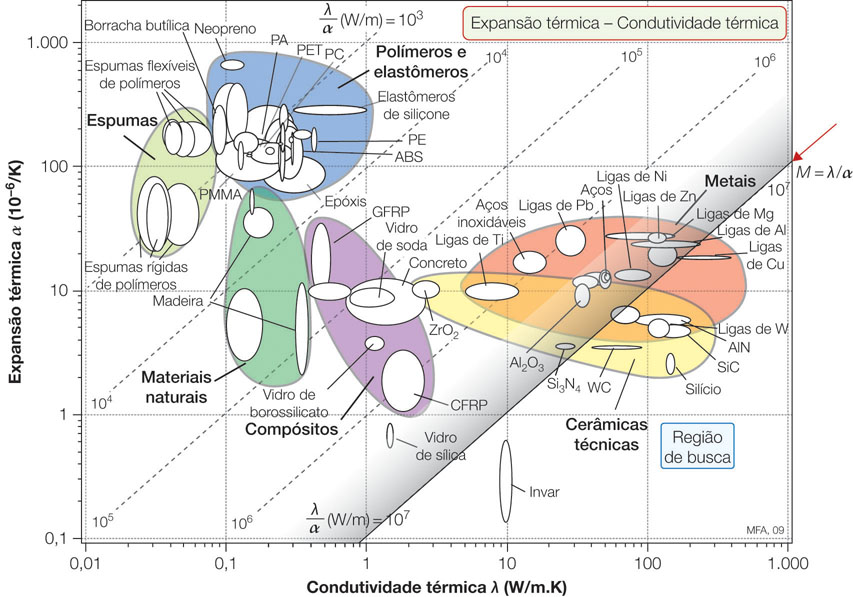 Expansão térmica – Condutividade térmica
λ/α (W/m) = 10³
10⁴
10⁵
10⁶
M = λ/α
10⁷
1.000
100
10
1
0,1
Expansão térmica α (10⁻⁶/K)
Borracha butílica
Neopreno
PA
PET
PC
Polímeros e
elastômeros
Espumas flexíveis
de polímeros
Espumas
Elastômeros
de siliçone
PE
ABS
PMMA
Epóxis
Espumas rígidas
de polímeros
Madeira
GFRP
Vidro
de soda
Concreto
Ligas de Ti
Aços
inoxidáveis
Ligas de Pb
Aços
Ligas de Ni
Ligas de Zn
Metais
Ligas de Mg
Ligas de Al
Ligas
de Cu
ZrO₂
Al₂O₃
Si₃N₄
WC
Ligas de W
AlN
SiC
Silício
Cerâmicas
técnicas
Região
de busca
Materiais
naturais
Vidro de
borossilicato
Compósitos
CFRP
Vidro
de sílica
Invar
10⁴
10⁵
10⁶
λ/α (W/m) = 10⁷
MFA, 09
0,01
0,1
1
10
100
1.000
Condutividade térmica λ (W/m.K)